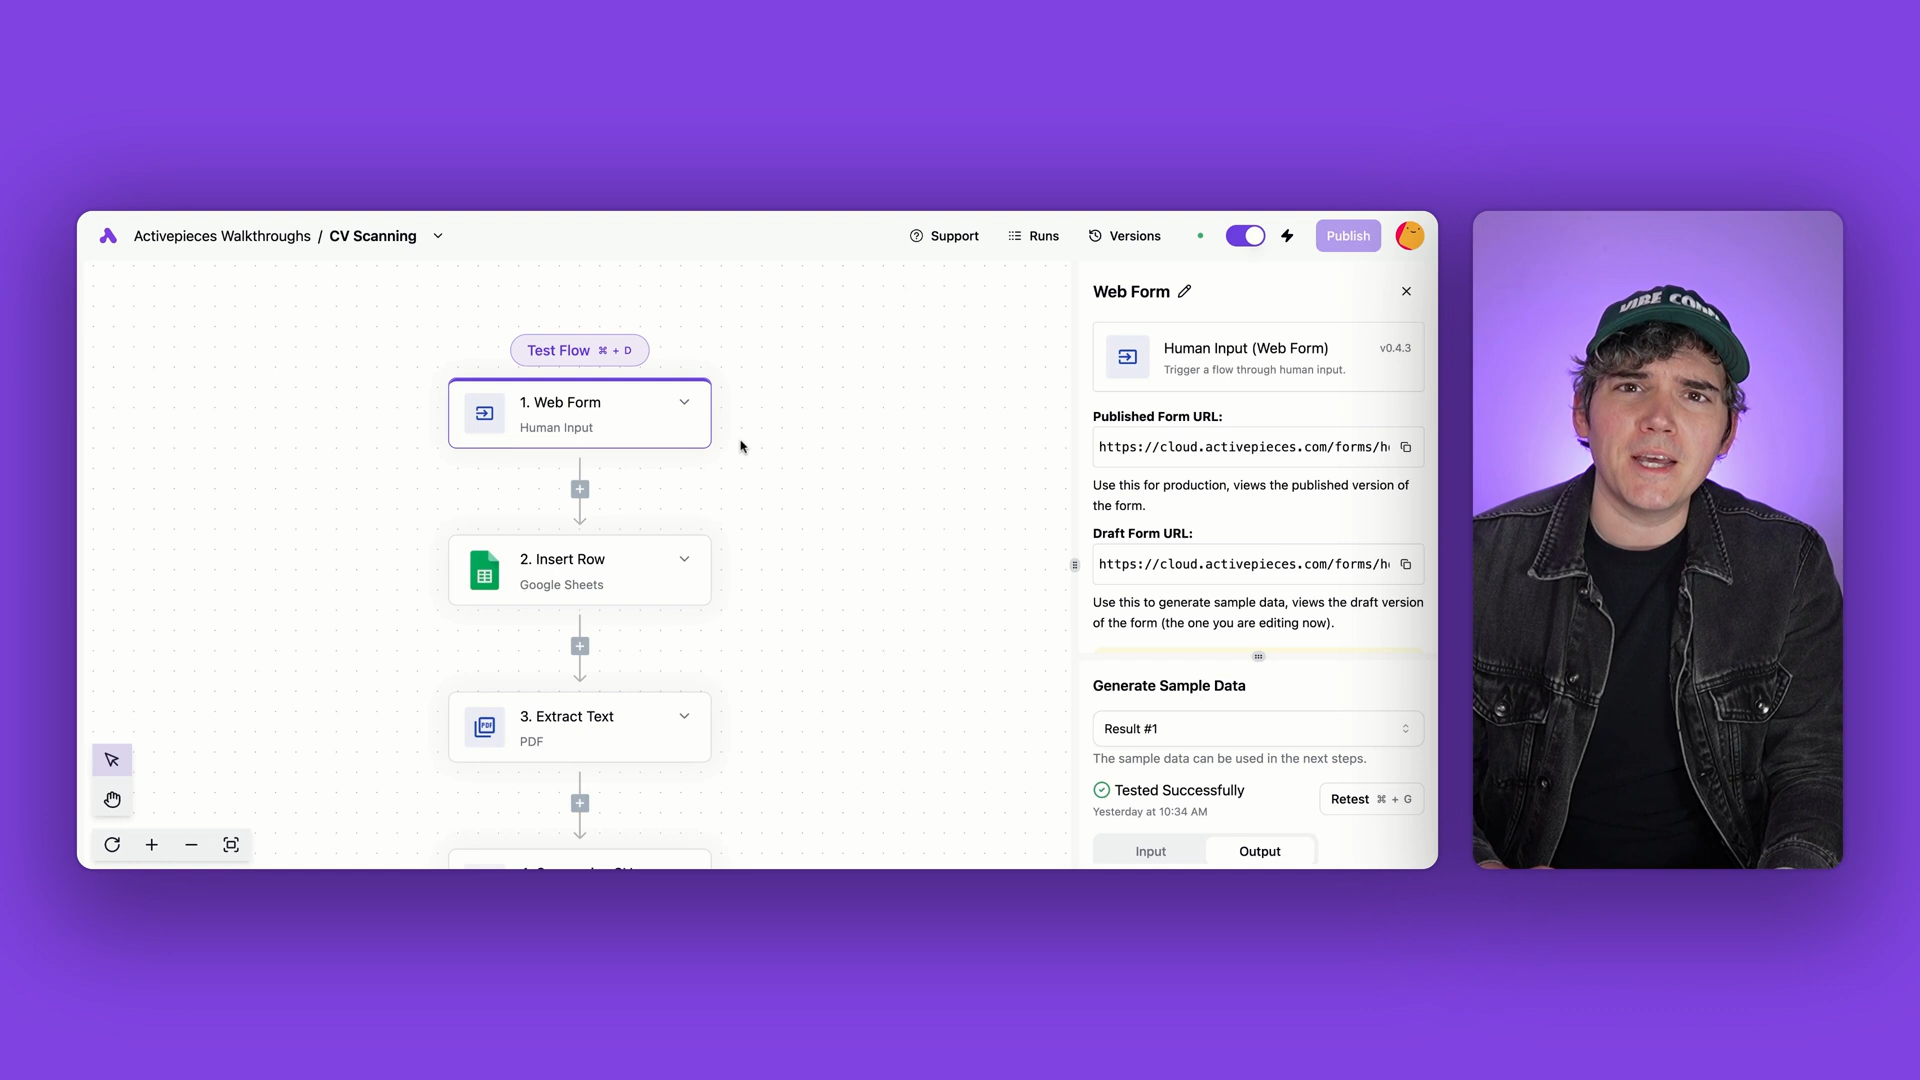 Activepieces Walkthroughs / CV Scanning
Support
Runs
Versions
Publish
Test Flow ⌘ + D
1. Web Form
Human Input
2. Insert Row
Google Sheets
3. Extract Text
PDF
PDF
Web Form
Human Input (Web Form)
v0.4.3
Trigger a flow through human input.
Published Form URL:
https://cloud.activepieces.com/forms/h
Use this for production, views the published version of
the form.
Draft Form URL:
https://cloud.activepieces.com/forms/h
Use this to generate sample data, views the draft version
of the form (the one you are editing now).
Generate Sample Data
Result #1
The sample data can be used in the next steps.
Tested Successfully
Yesterday at 10:34 AM
Retest ⌘ + G
Input
Output
VIBE